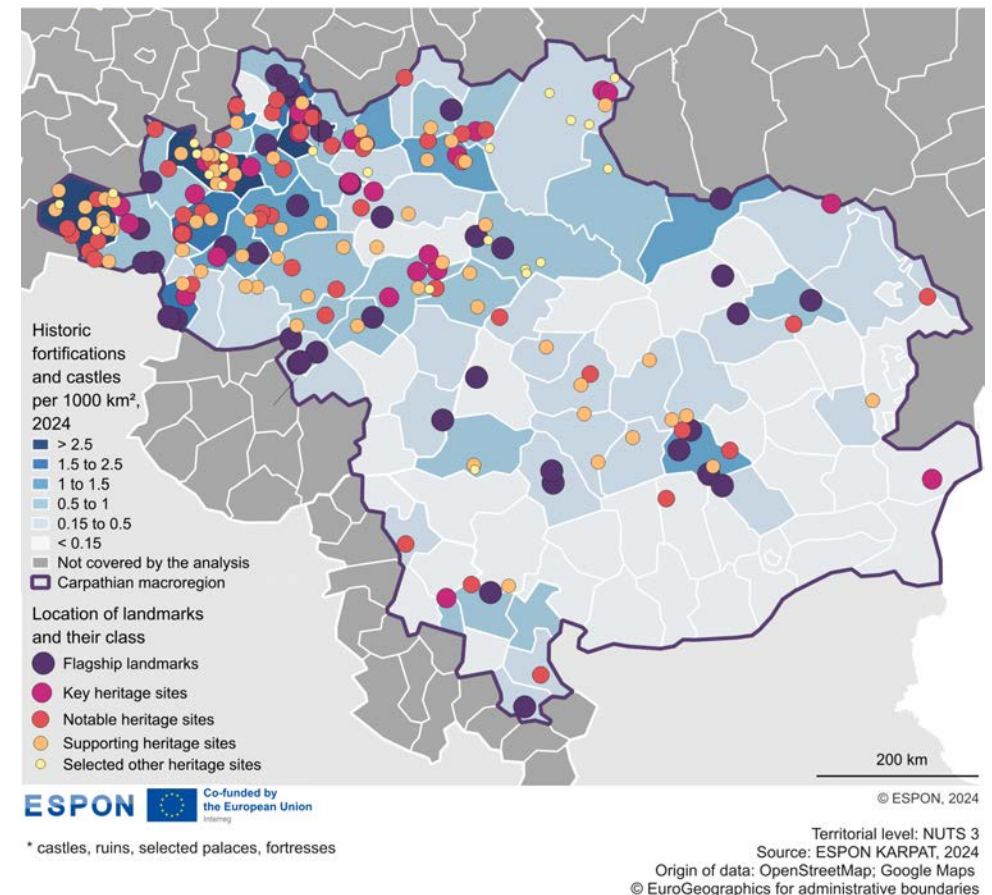 Historic
fortifications
and castles
per 1000 km²,
2024
> 2.5
1.5 to 2.5
1 to 1.5
0.5 to 1
0.15 to 0.5
< 0.15
Not covered by the analysis
Carpathian macroregion
Location of landmarks
and their class
Flagship landmarks
Key heritage sites
Notable heritage sites
Supporting heritage sites
Selected other heritage sites
200 km
ESPON
Co-funded by
the European Union
Interreg
© ESPON, 2024
* castles, ruins, selected palaces, fortresses
Territorial level: NUTS 3
Source: ESPON KARPAT, 2024
Origin of data: OpenStreetMap; Google Maps
© EuroGeographics for administrative boundaries